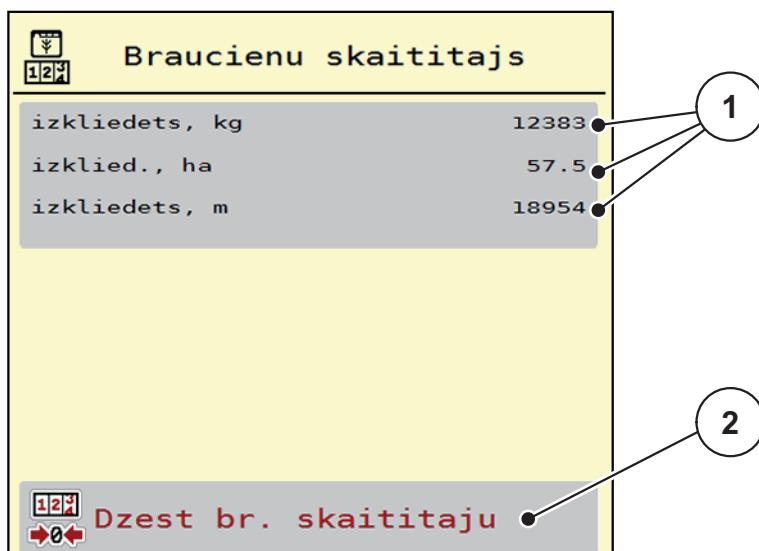 Braucienu skaititajs
izkliedets, kg 12383
izklied., ha 57.5
izkliedets, m 18954
1
2
Dzest br. skaititaju